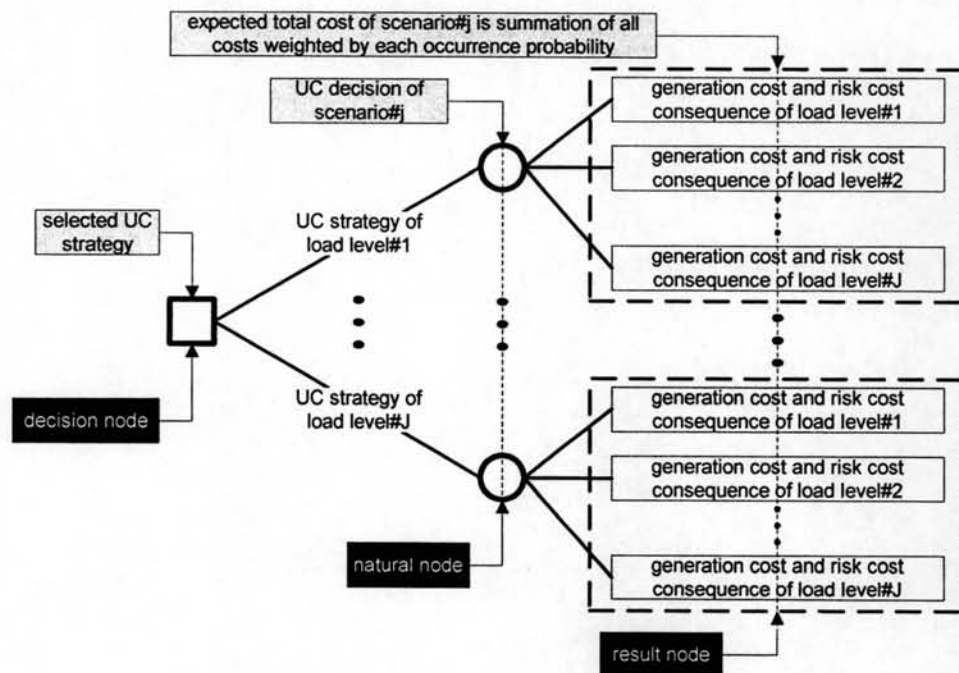 expected total cost of scenario#j is summation of all
costs weighted by each occurrence probability
UC decision of
scenario#j
generation cost and risk cost
consequence of load level#1
generation cost and risk cost
consequence of load level#2
generation cost and risk cost
consequence of load level#J
selected UC
strategy
UC strategy of
load level#1
UC strategy of
load level#J
decision node
natural node
generation cost and risk cost
consequence of load level#1
generation cost and risk cost
consequence of load level#2
generation cost and risk cost
consequence of load level#J
result node